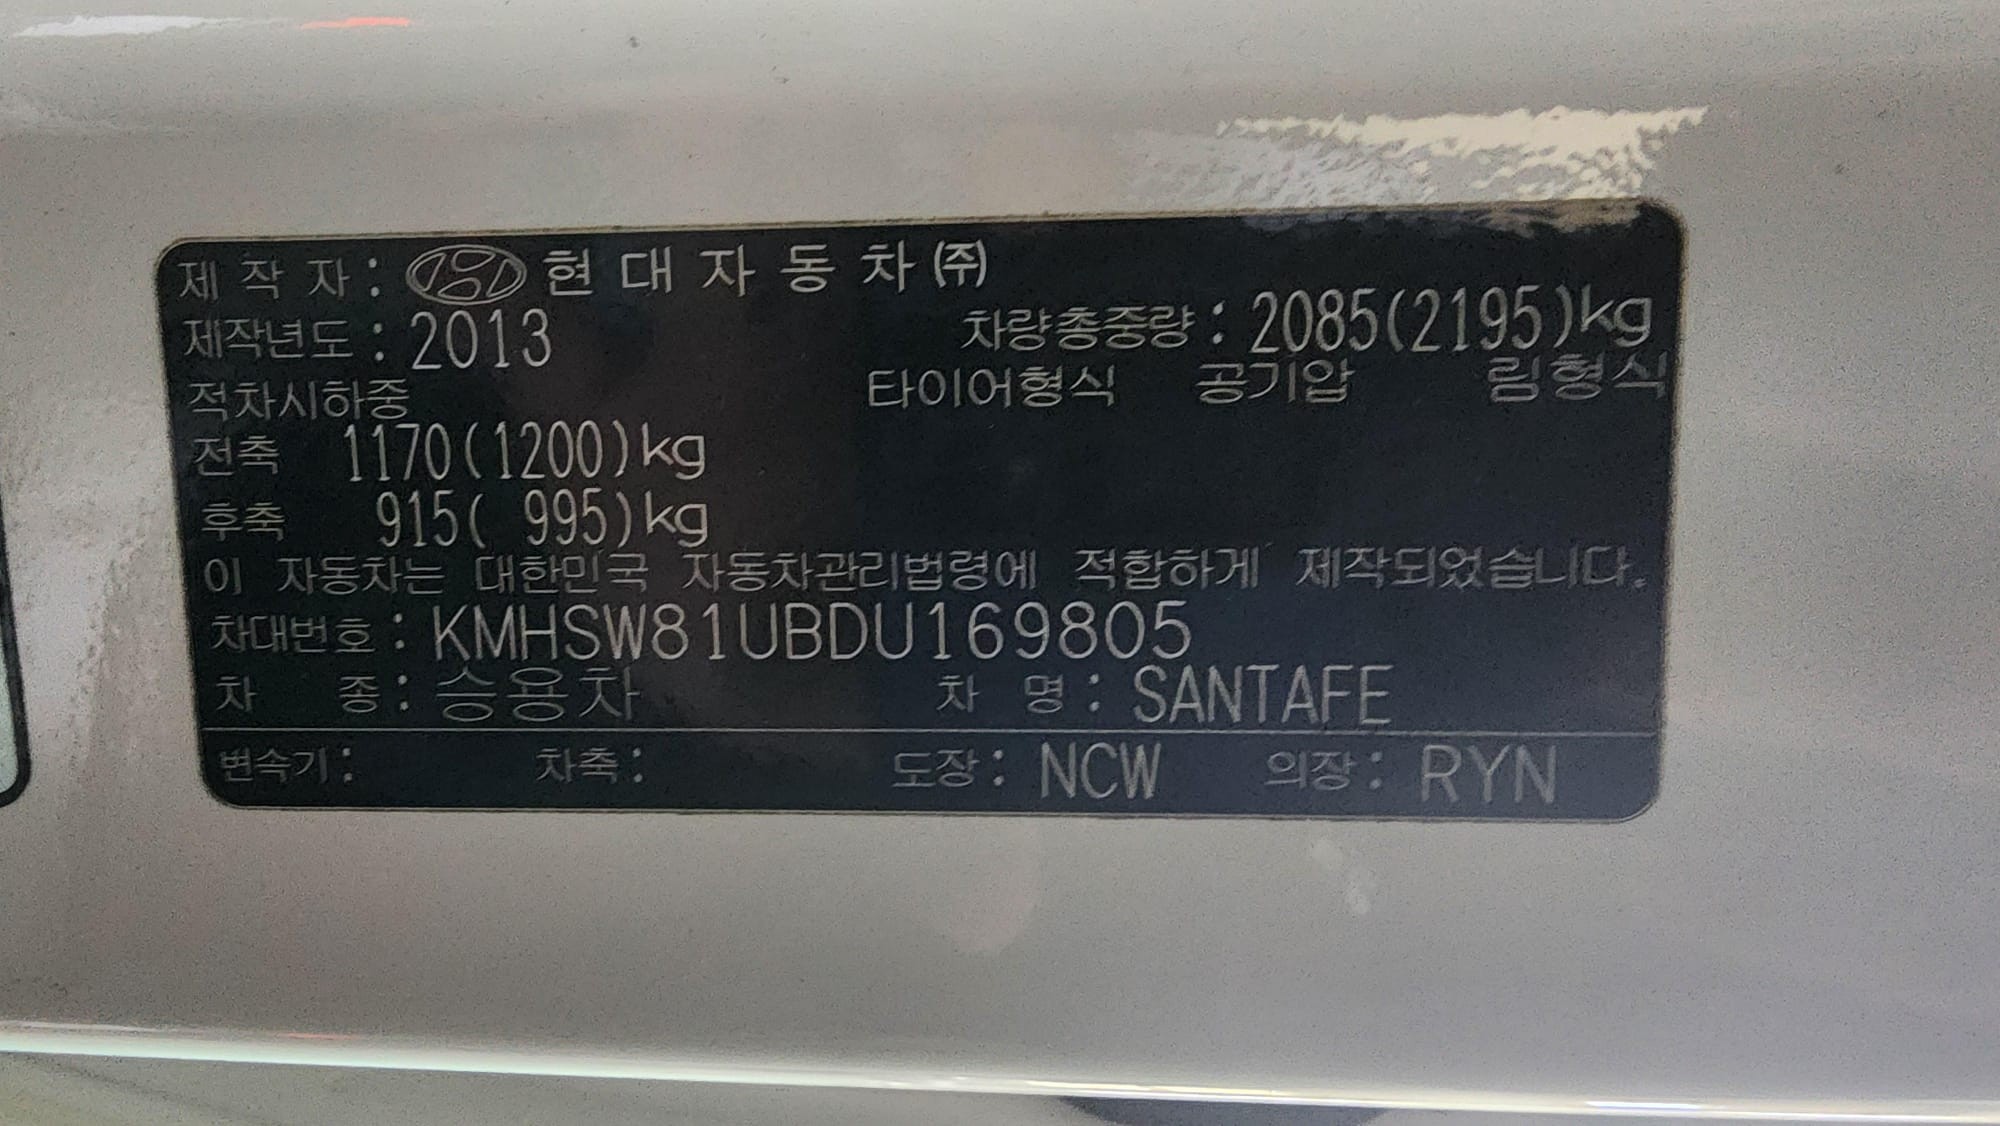 제 작 자 : 현 대 자 동 차 ㈜
제작년도 : 2013 차량총중량 : 2085(2195)kg
적차시하중 타이어형식 공기압 림형식
전축 1170(1200)kg
후축 915( 995)kg
이 자동차는 대한민국 자동차관리법령에 적합하게 제작되었습니다.
차대번호 : KMHSW81UBDU169805
차 종 : 승용차 차 명 : SANTAFE
변속기 : 차축 : 도장 : NCW 의장 : RYN